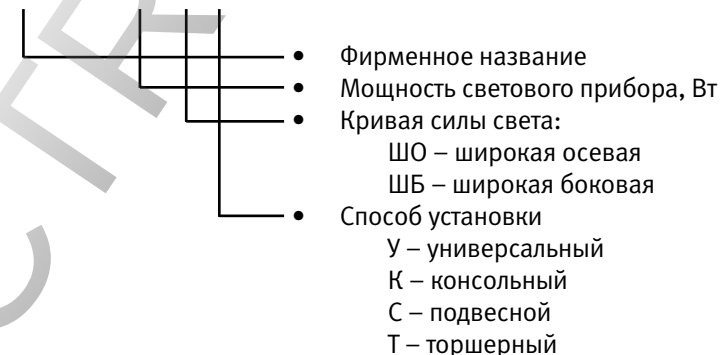 • Фирменное название
• Мощность светового прибора, Вт
• Кривая силы света:
ШО – широкая осевая
ШБ – широкая боковая
• Способ установки
У – универсальный
К – консольный
С – подвесной
Т – торшерный